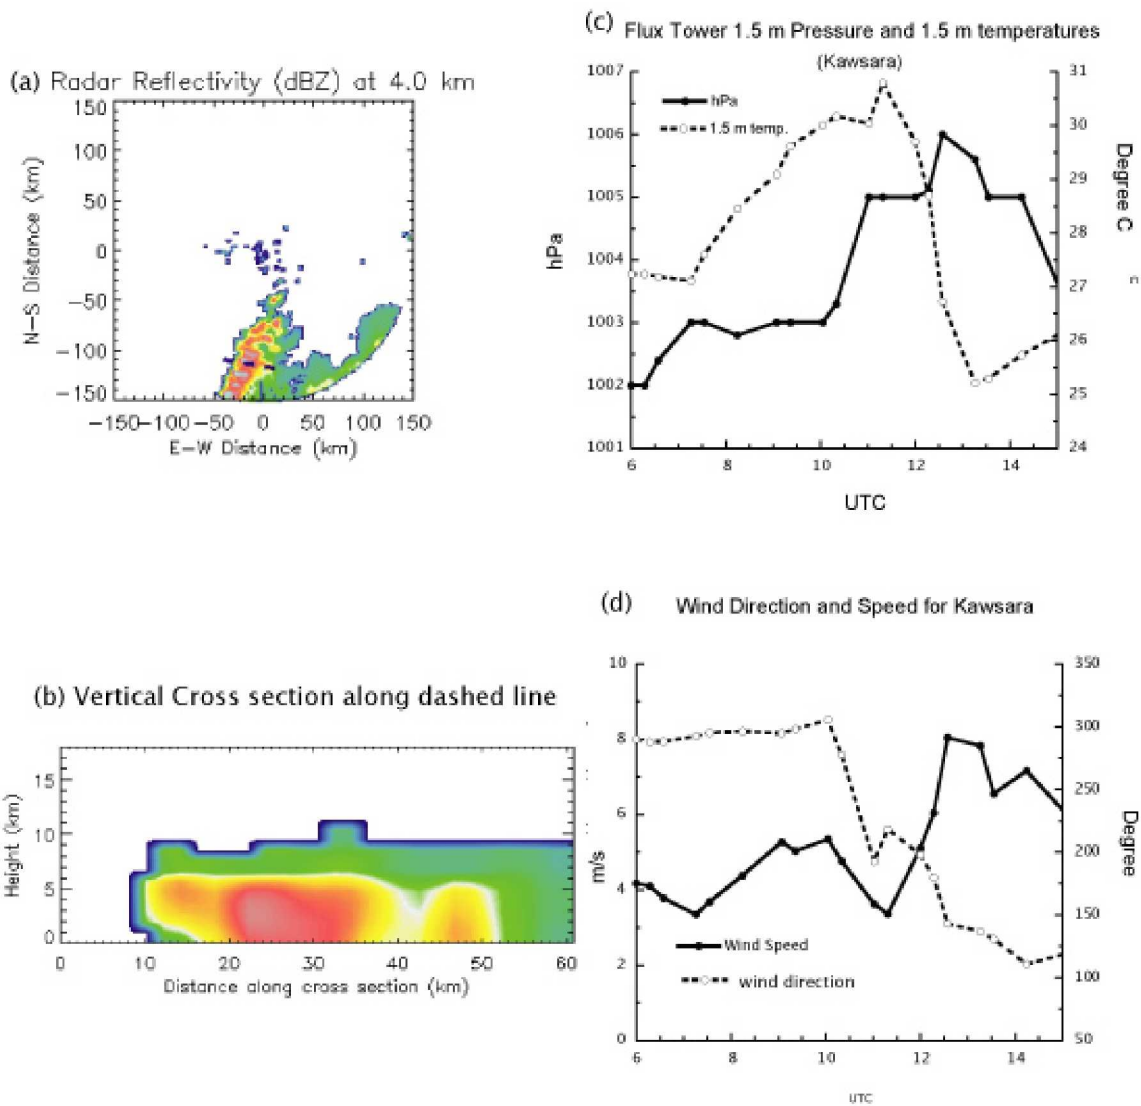 (a) Radar Reflectivity (dBZ) at 4.0 km
150
100
50
0
−50
−100
−150
N−S Distance (km)
−150 −100 −50 0 50 100 150
E−W Distance (km)
(b) Vertical Cross section along dashed line
15
10
5
0
Height (km)
0 10 20 30 40 50 60
Distance along cross section (km)
(c) Flux Tower 1.5 m Pressure and 1.5 m temperatures
(Kawsara)
hPa
1.5 m temp.
1007
1006
1005
1004
1003
1002
1001
hPa
31
30
29
28
27
26
25
24
Degree C
c
6 8 10 12 14
UTC
(d) Wind Direction and Speed for Kawsara
10
8
6
4
2
0
m/s
350
300
250
200
150
100
50
Degree
Wind Speed
wind direction
6 8 10 12 14
UTC